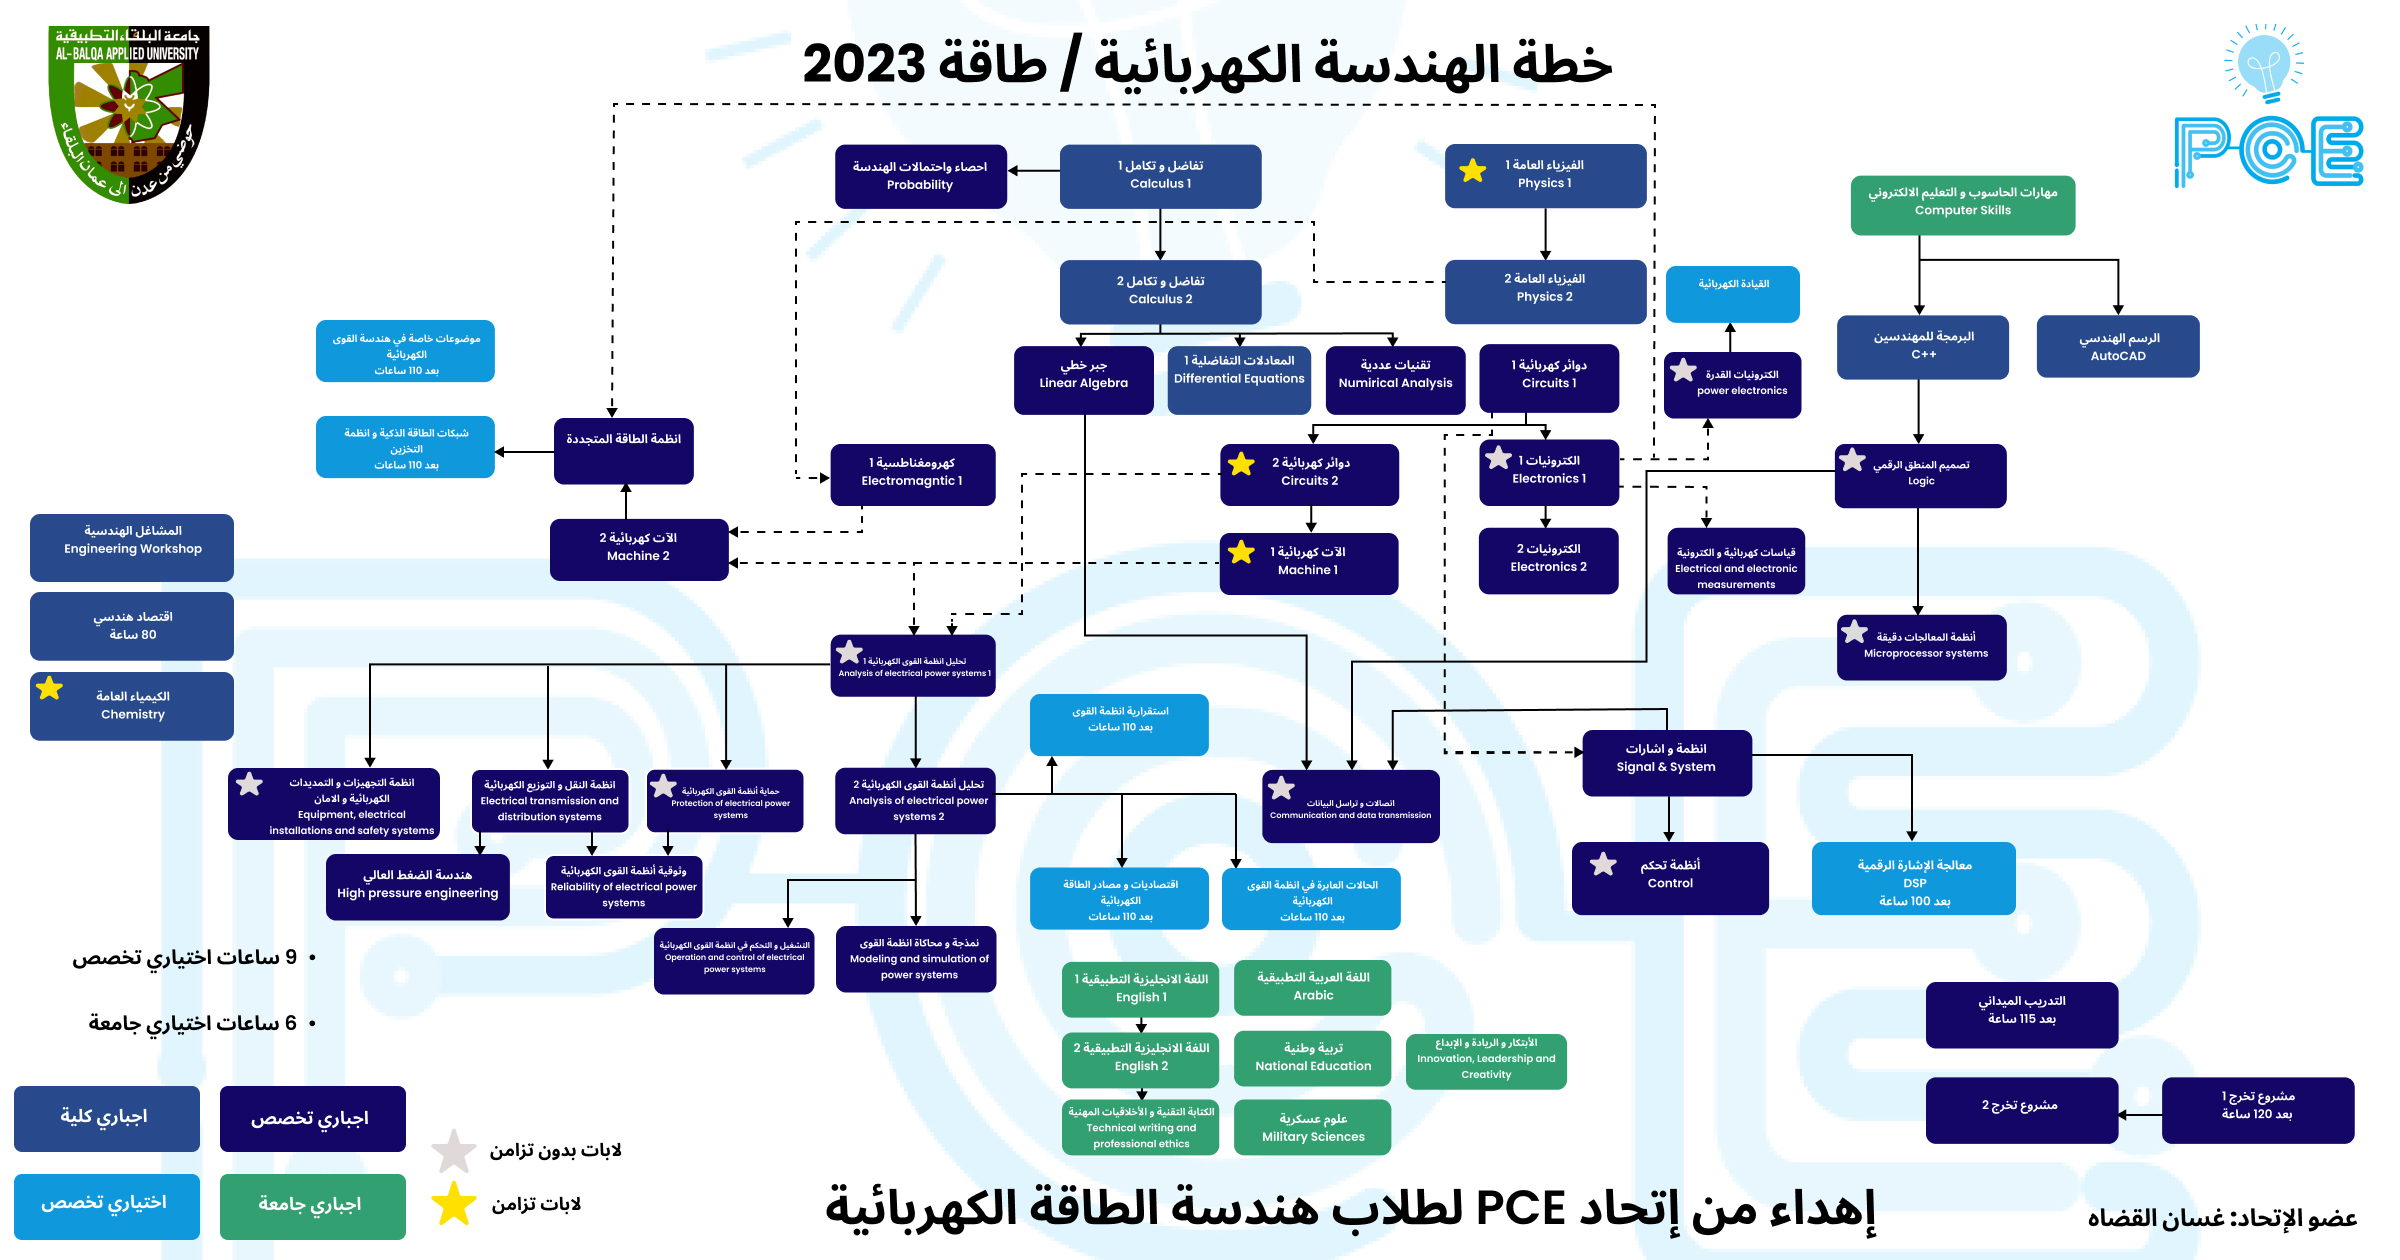 جامعة البلقاء التطبيقية
AL-BALQA APPLIED UNIVERSITY
حوضي من عدن الى عمان البلقاء
خطة الهندسة الكهربائية / طاقة 2023
PCE
احصاء واحتمالات الهندسة
Probability
تفاضل و تكامل 1
Calculus 1
الفيزياء العامة 1
Physics 1
مهارات الحاسوب و التعليم الالكتروني
Computer Skills
تفاضل و تكامل 2
Calculus 2
الفيزياء العامة 2
Physics 2
القيادة الكهربائية
البرمجة للمهندسين
C++
الرسم الهندسي
AutoCAD
موضوعات خاصة في هندسة القوى
الكهربائية
بعد 110 ساعات
جبر خطي
Linear Algebra
المعادلات التفاضلية 1
Differential Equations
تقنيات عددية
Numirical Analysis
دوائر كهربائية 1
Circuits 1
الكترونيات القدرة
power electronics
شبكات الطاقة الذكية و انظمة
التخزين
بعد 110 ساعات
انظمة الطاقة المتجددة
كهرومغناطسية 1
Electromagntic 1
دوائر كهربائية 2
Circuits 2
الكترونيات 1
Electronics 1
تصميم المنطق الرقمي
Logic
المشاغل الهندسية
Engineering Workshop
الآت كهربائية 2
Machine 2
الآت كهربائية 1
Machine 1
الكترونيات 2
Electronics 2
قياسات كهربائية و الكترونية
Electrical and electronic
measurements
اقتصاد هندسي
80 ساعة
أنظمة المعالجات دقيقة
Microprocessor systems
الكيمياء العامة
Chemistry
تحليل انظمة القوى الكهربائية 1
Analysis of electrical power systems 1
استقرارية انظمة القوى
بعد 110 ساعات
انظمة و اشارات
Signal & System
انظمة التجهيزات و التمديدات
الكهربائية و الامان
Equipment, electrical
installations and safety systems
انظمة النقل و التوزيع الكهربائية
Electrical transmission and
distribution systems
حماية أنظمة القوى الكهربائية
Protection of electrical power
systems
تحليل أنظمة القوى الكهربائية 2
Analysis of electrical power
systems 2
اتصالات و تراسل البيانات
Communication and data transmission
هندسة الضغط العالي
High pressure engineering
وثوقية أنظمة القوى الكهربائية
Reliability of electrical power
systems
اقتصاديات و مصادر الطاقة
الكهربائية
بعد 110 ساعات
الحالات العابرة في انظمة القوى
الكهربائية
بعد 110 ساعات
أنظمة تحكم
Control
معالجة الإشارة الرقمية
DSP
بعد 100 ساعة
التشغيل و التحكم في انظمة القوى الكهربائية
Operation and control of electrical
power systems
نمذجة و محاكاة انظمة القوى
Modeling and simulation of
power systems
• 9 ساعات اختياري تخصص
• 6 ساعات اختياري جامعة
اللغة الانجليزية التطبيقية 1
English 1
اللغة العربية التطبيقية
Arabic
اللغة الانجليزية التطبيقية 2
English 2
تربية وطنية
National Education
الأبتكار و الريادة و الإبداع
Innovation, Leadership and
Creativity
الكتابة التقنية و الأخلاقيات المهنية
Technical writing and
professional ethics
علوم عسكرية
Military Sciences
التدريب الميداني
بعد 115 ساعة
مشروع تخرج 2
مشروع تخرج 1
بعد 120 ساعة
اجباري كلية
اجباري تخصص
اختياري تخصص
اجباري جامعة
لابات بدون تزامن
لابات تزامن
إهداء من إتحاد PCE لطلاب هندسة الطاقة الكهربائية
عضو الإتحاد: غسان القضاه